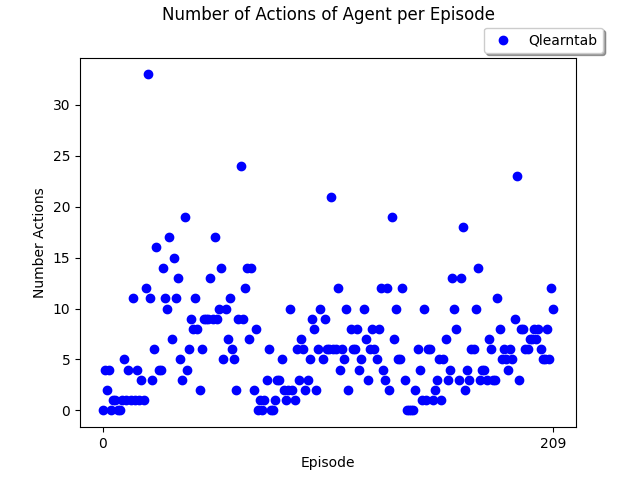 Number of Actions of Agent per Episode
Qlearntab
Number Actions
30
25
20
15
10
5
0
0
209
Episode